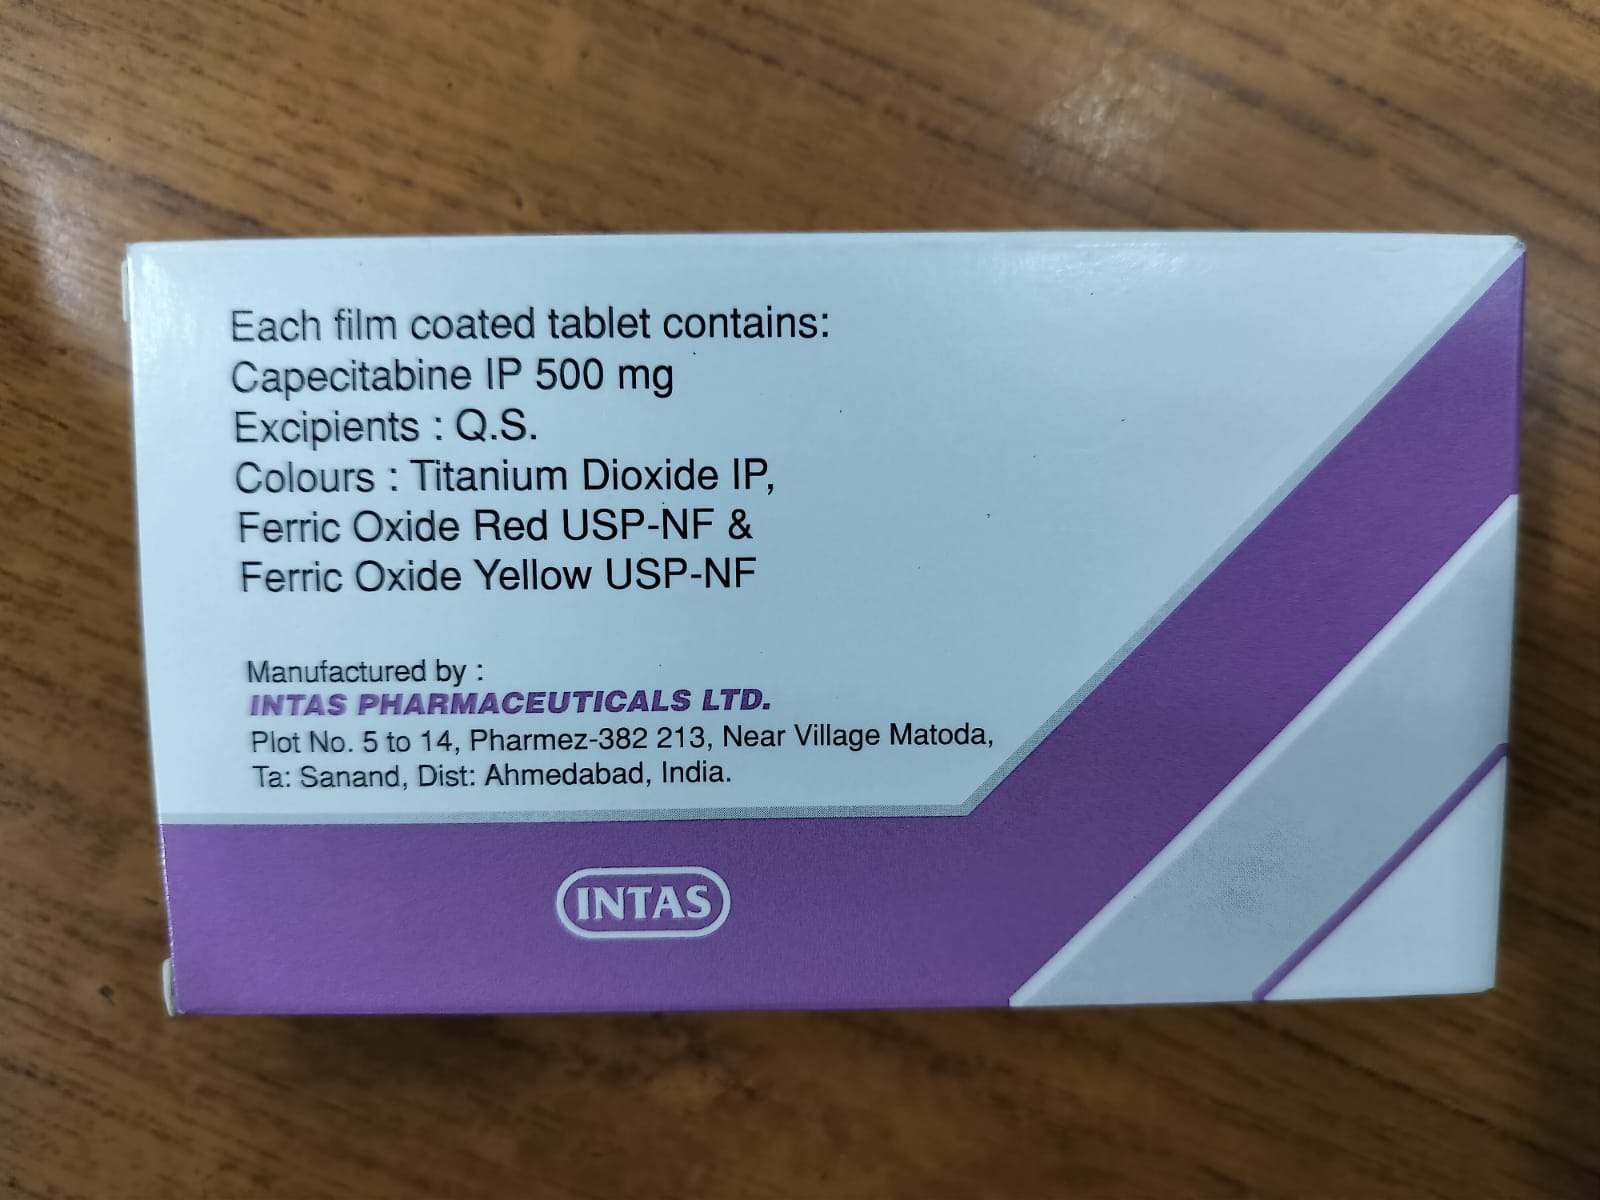 Each film coated tablet contains:
Capecitabine IP 500 mg
Excipients : Q.S.
Colours : Titanium Dioxide IP,
Ferric Oxide Red USP-NF &
Ferric Oxide Yellow USP-NF
Manufactured by :
INTAS PHARMACEUTICALS LTD.
Plot No. 5 to 14, Pharmez-382 213, Near Village Matoda,
Ta: Sanand, Dist: Ahmedabad, India.
INTAS